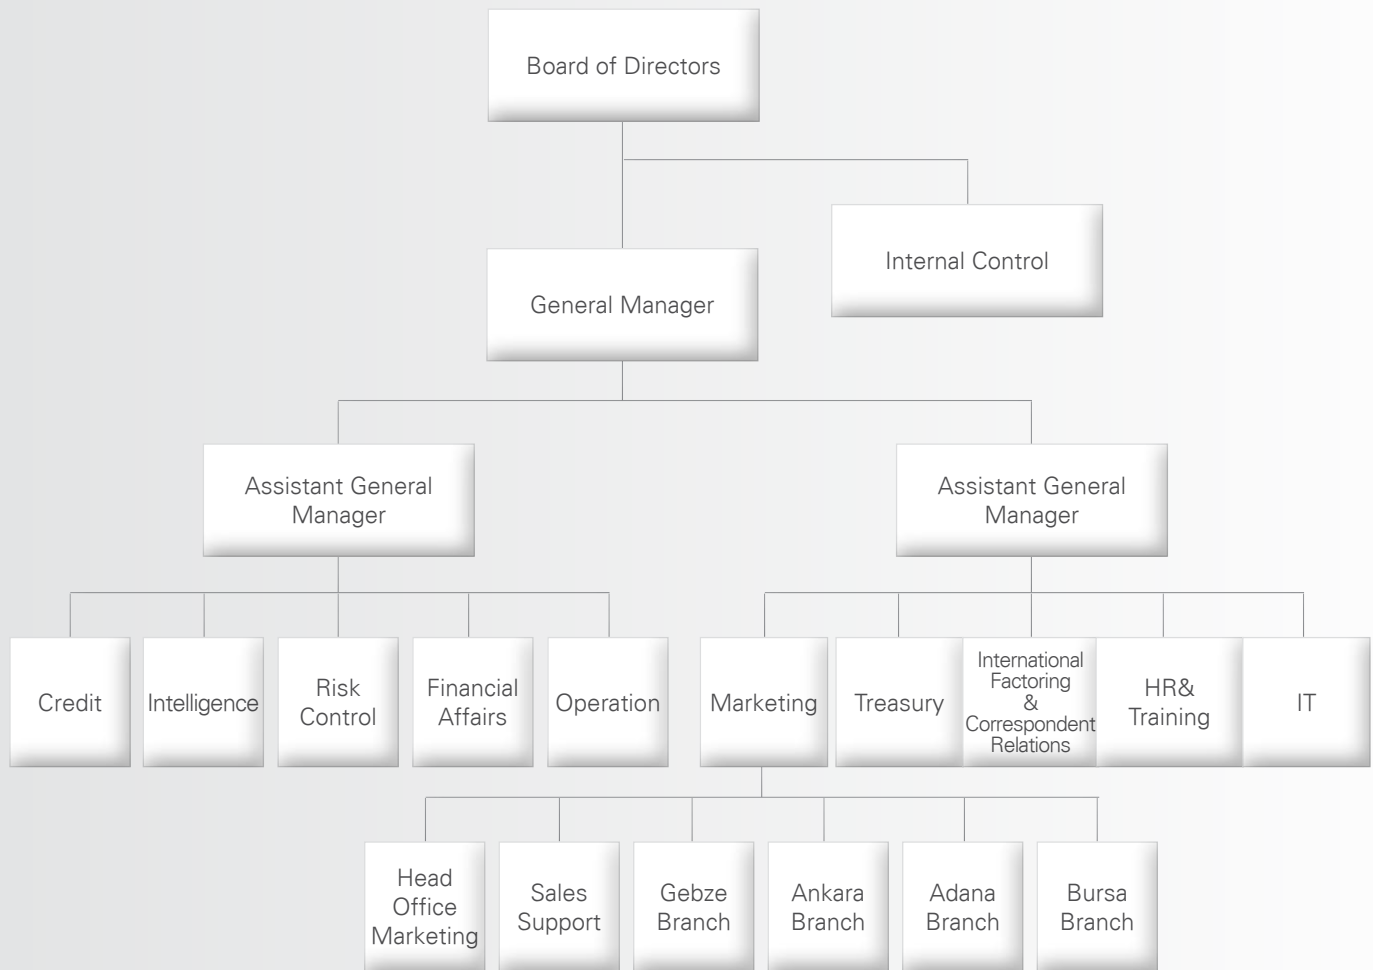 Board of Directors
Internal Control
General Manager
Assistant General
Manager
Assistant General
Manager
Credit
Intelligence
Risk
Control
Financial
Affairs
Operation
Marketing
Treasury
International
Factoring
&
Correspondent
Relations
HR&
Training
IT
Head
Office
Marketing
Sales
Support
Gebze
Branch
Ankara
Branch
Adana
Branch
Bursa
Branch